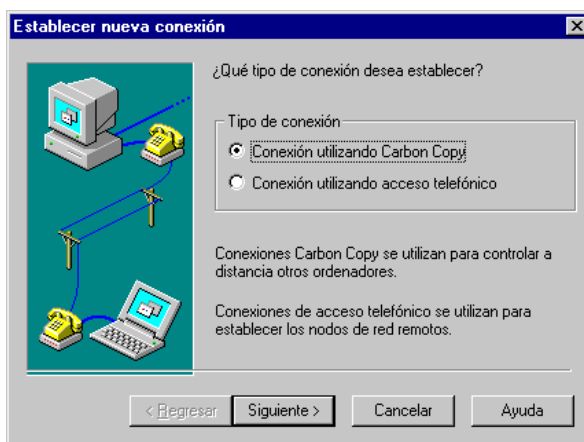 Establecer nueva conexión
¿Qué tipo de conexión desea establecer?
Tipo de conexión
Conexión utilizando Carbon Copy
Conexión utilizando acceso telefónico
Conexiones Carbon Copy se utilizan para controlar a
distancia otros ordenadores.
Conexiones de acceso telefónico se utilizan para
establecer los nodos de red remotos.
< Regresar
Siguiente >
Cancelar
Ayuda